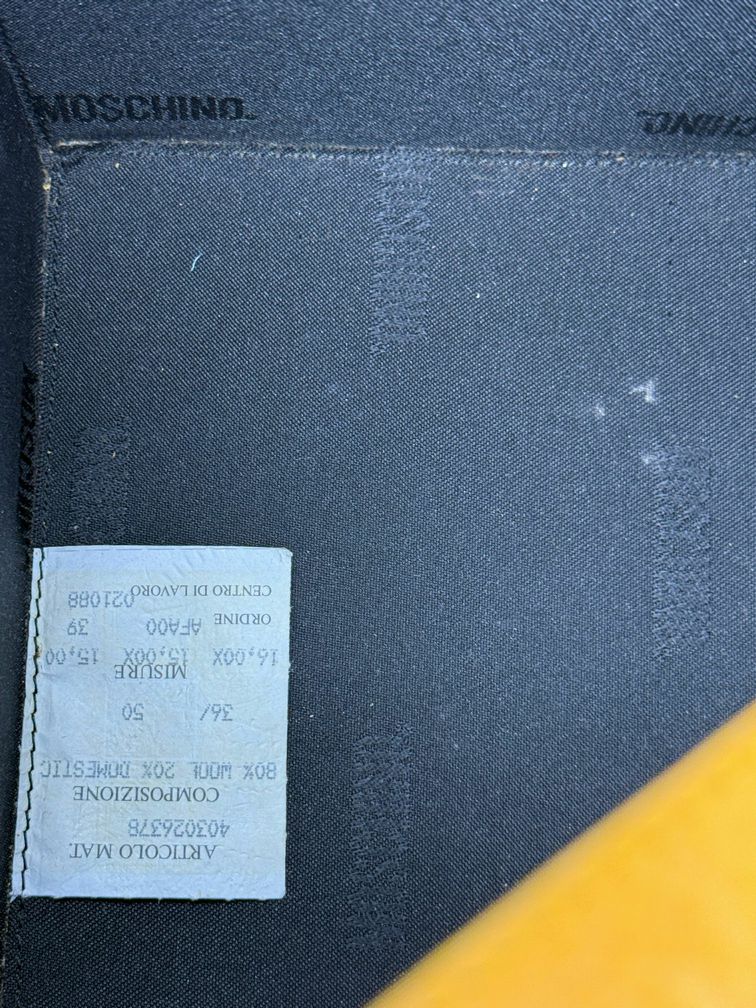 MOSCHINO.
ARTICOLO MAT.
403026378
COMPOSIZIONE
80% WOOL 20% DOMESTIC
36/ 50
MISURE
16,00X 15,00X 15,00
ORDINE AFA00 39
CENTRO DI LAVORO 021088